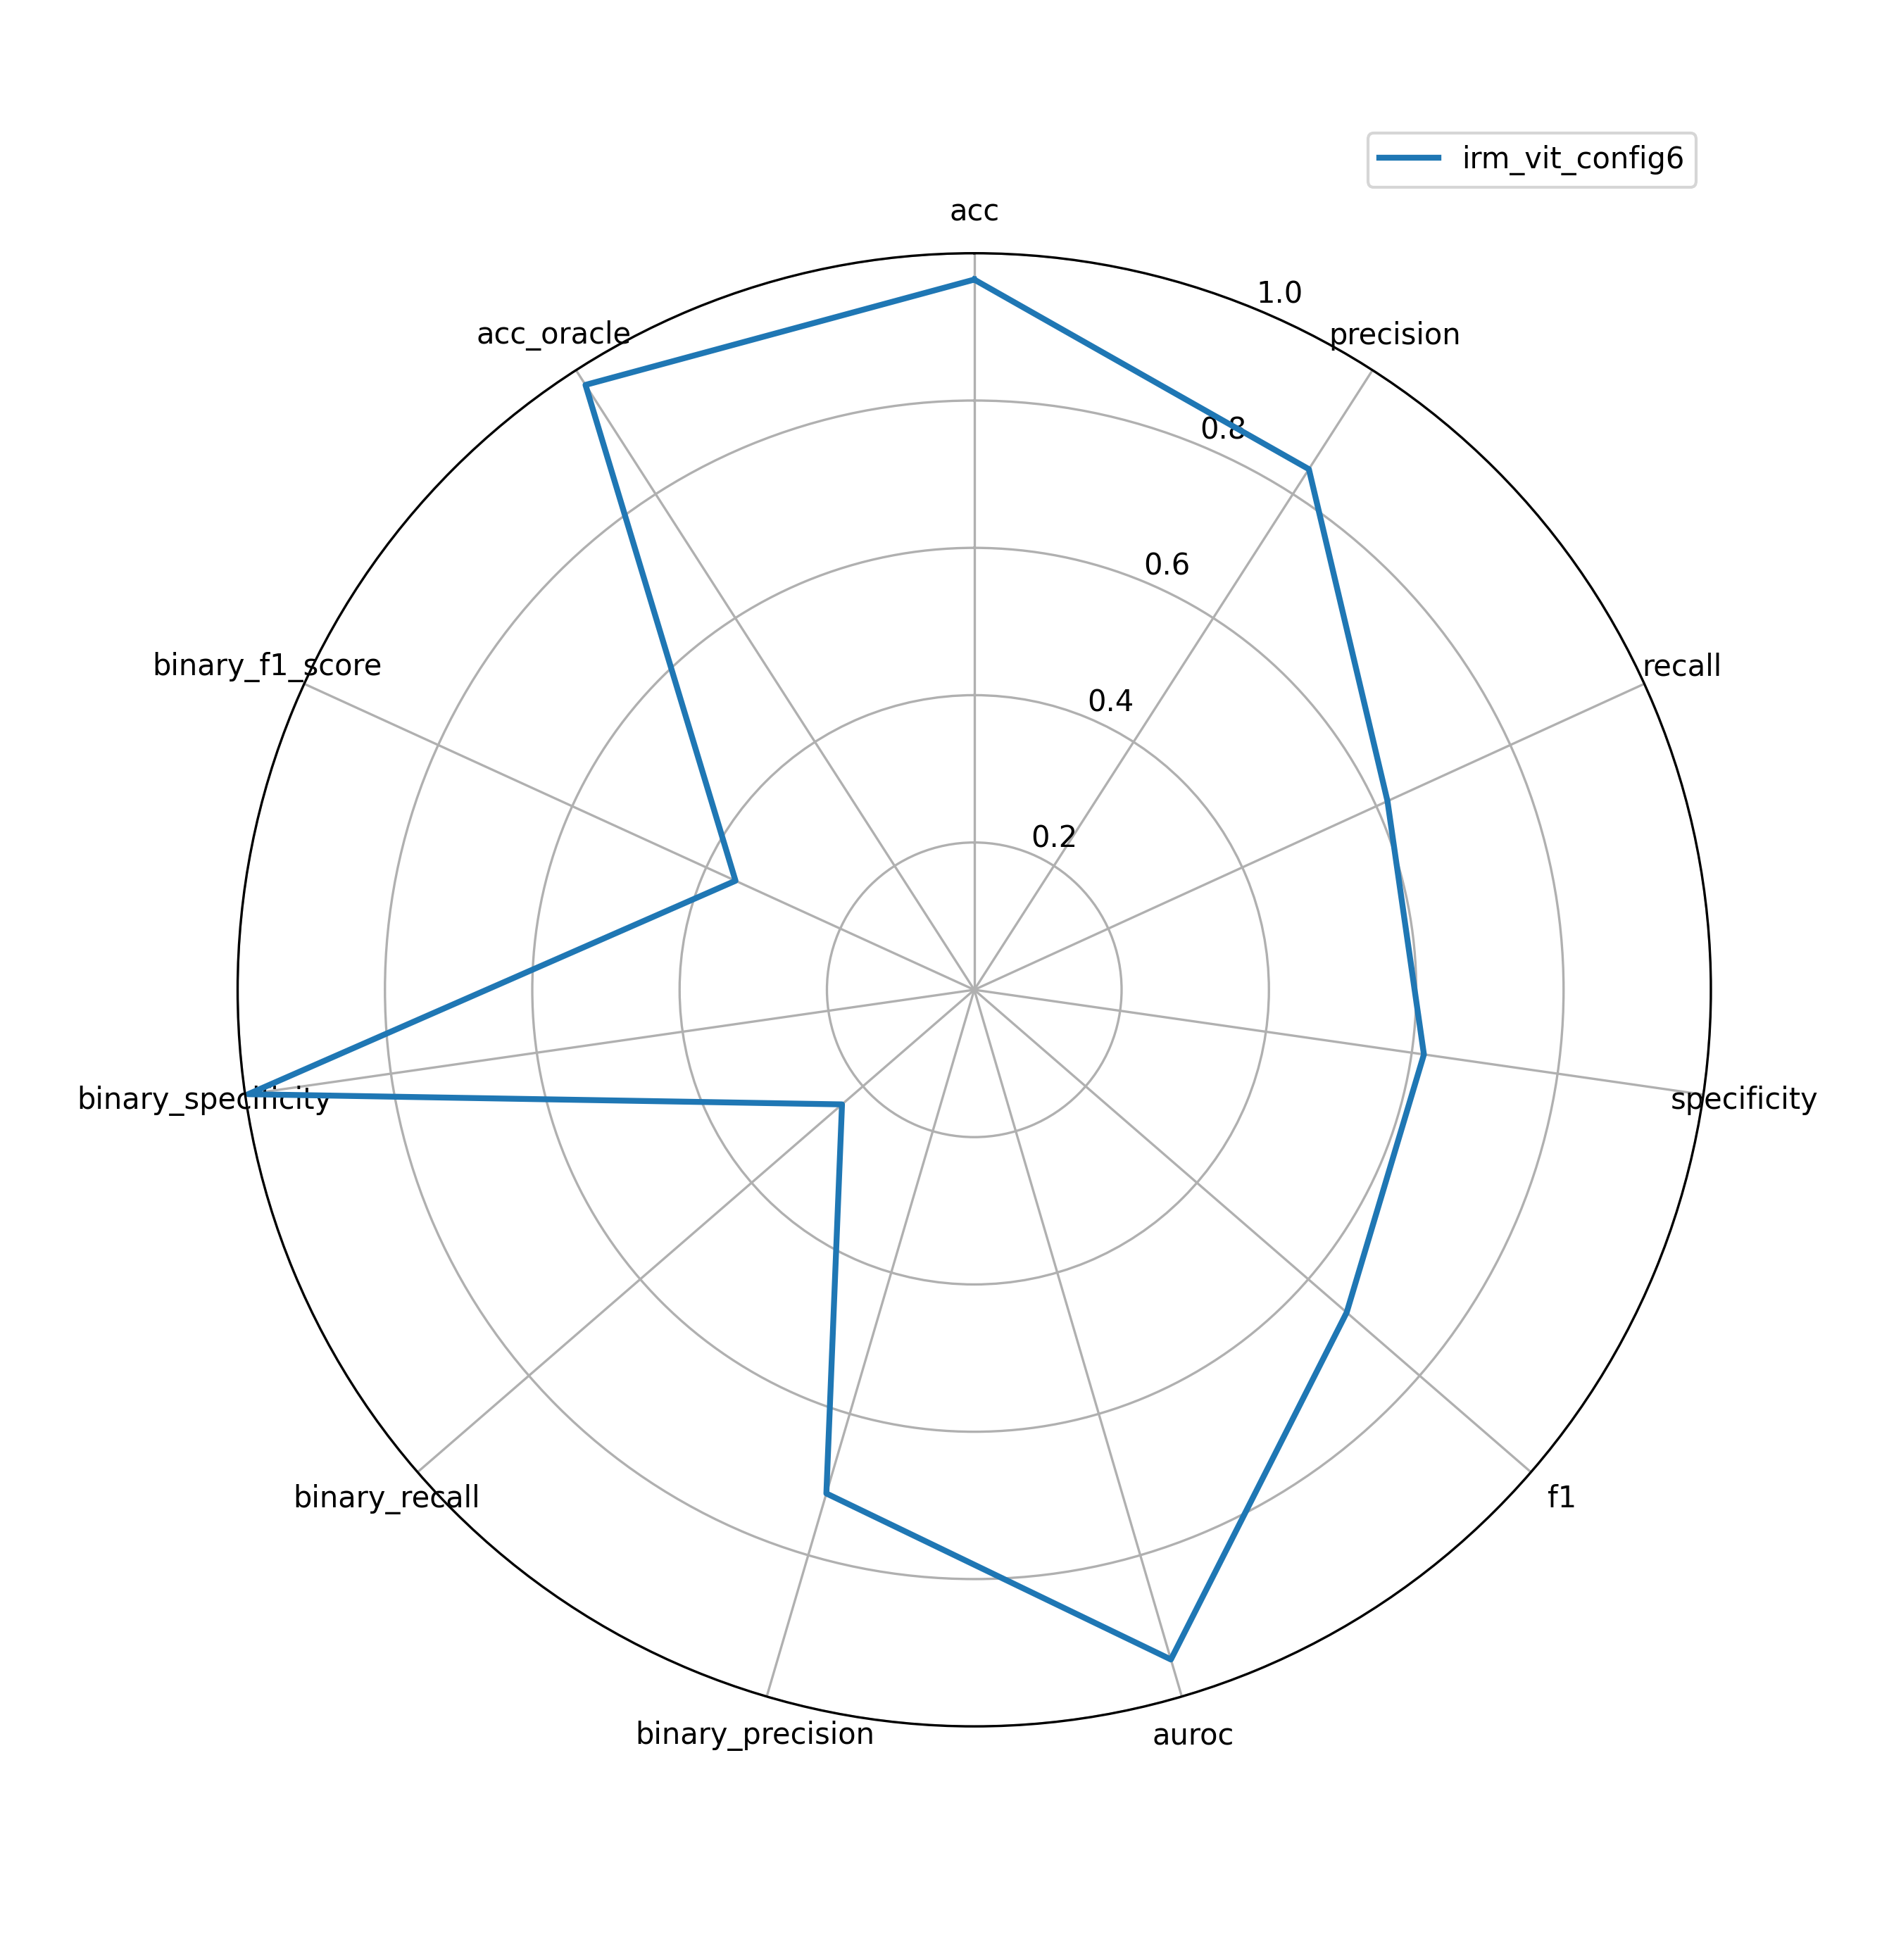 irm_vit_config6
acc
1.0
acc_oracle
precision
0.8
0.6
binary_f1_score
recall
0.4
0.2
binary_specificity
specificity
binary_recall
f1
binary_precision
auroc